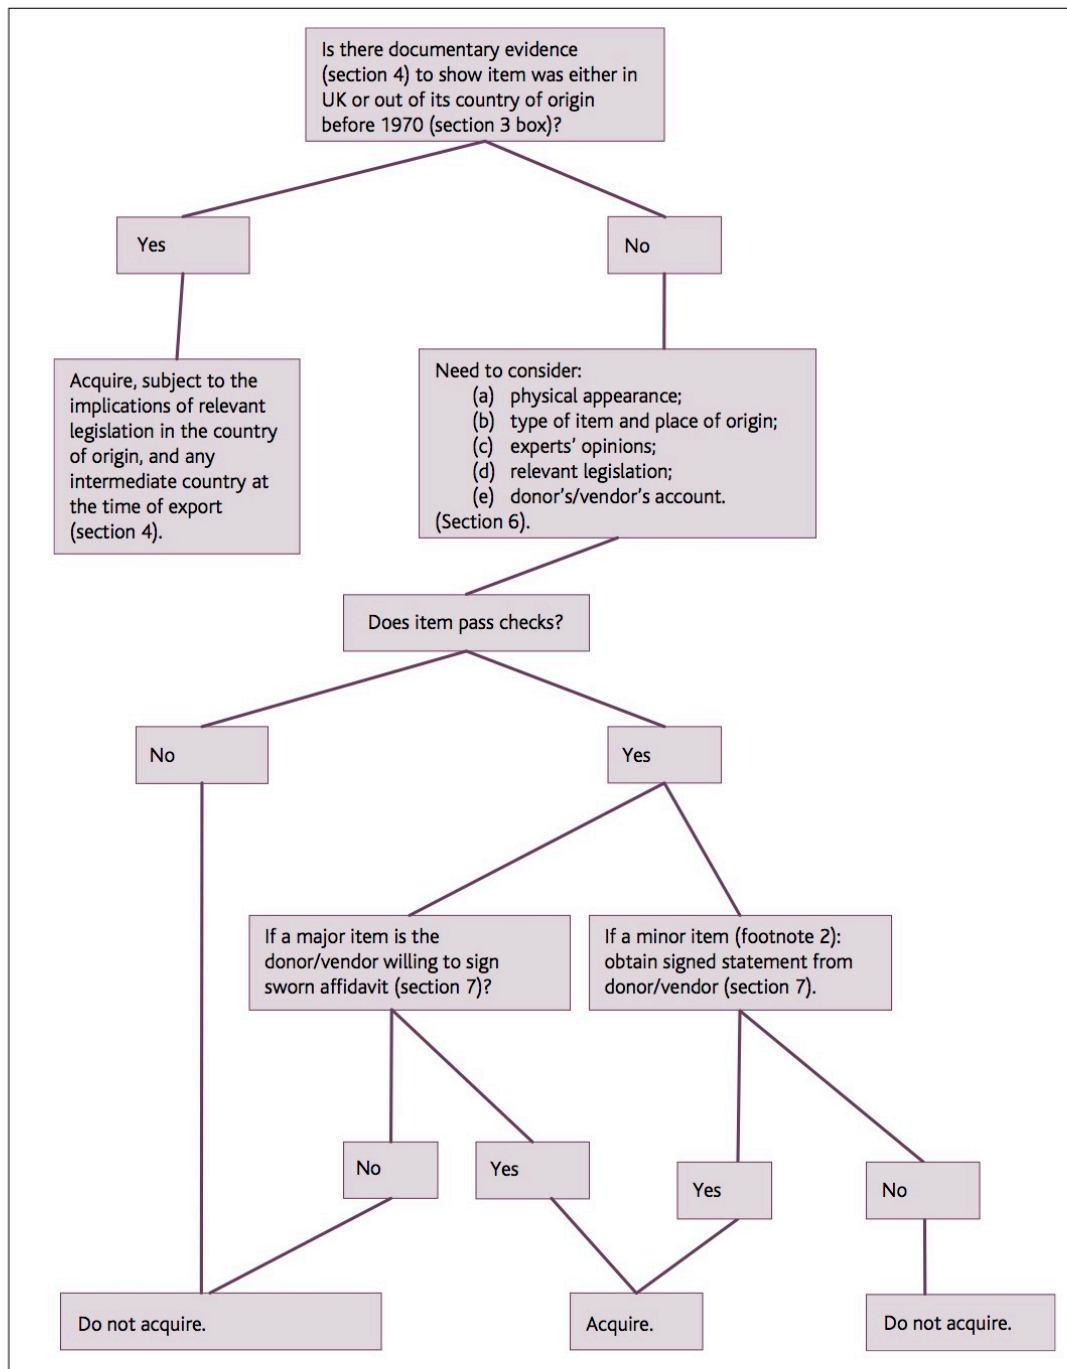 Is there documentary evidence
(section 4) to show item was either in
UK or out of its country of origin
before 1970 (section 3 box)?
Yes
No
Acquire, subject to the
implications of relevant
legislation in the country
of origin, and any
intermediate country at
the time of export
(section 4).
Need to consider:
(a) physical appearance;
(b) type of item and place of origin;
(c) experts’ opinions;
(d) relevant legislation;
(e) donor’s/vendor’s account.
(Section 6).
Does item pass checks?
No
Yes
If a major item is the
donor/vendor willing to sign
sworn affidavit (section 7)?
If a minor item (footnote 2):
obtain signed statement from
donor/vendor (section 7).
No
Yes
Yes
No
Do not acquire.
Acquire.
Do not acquire.